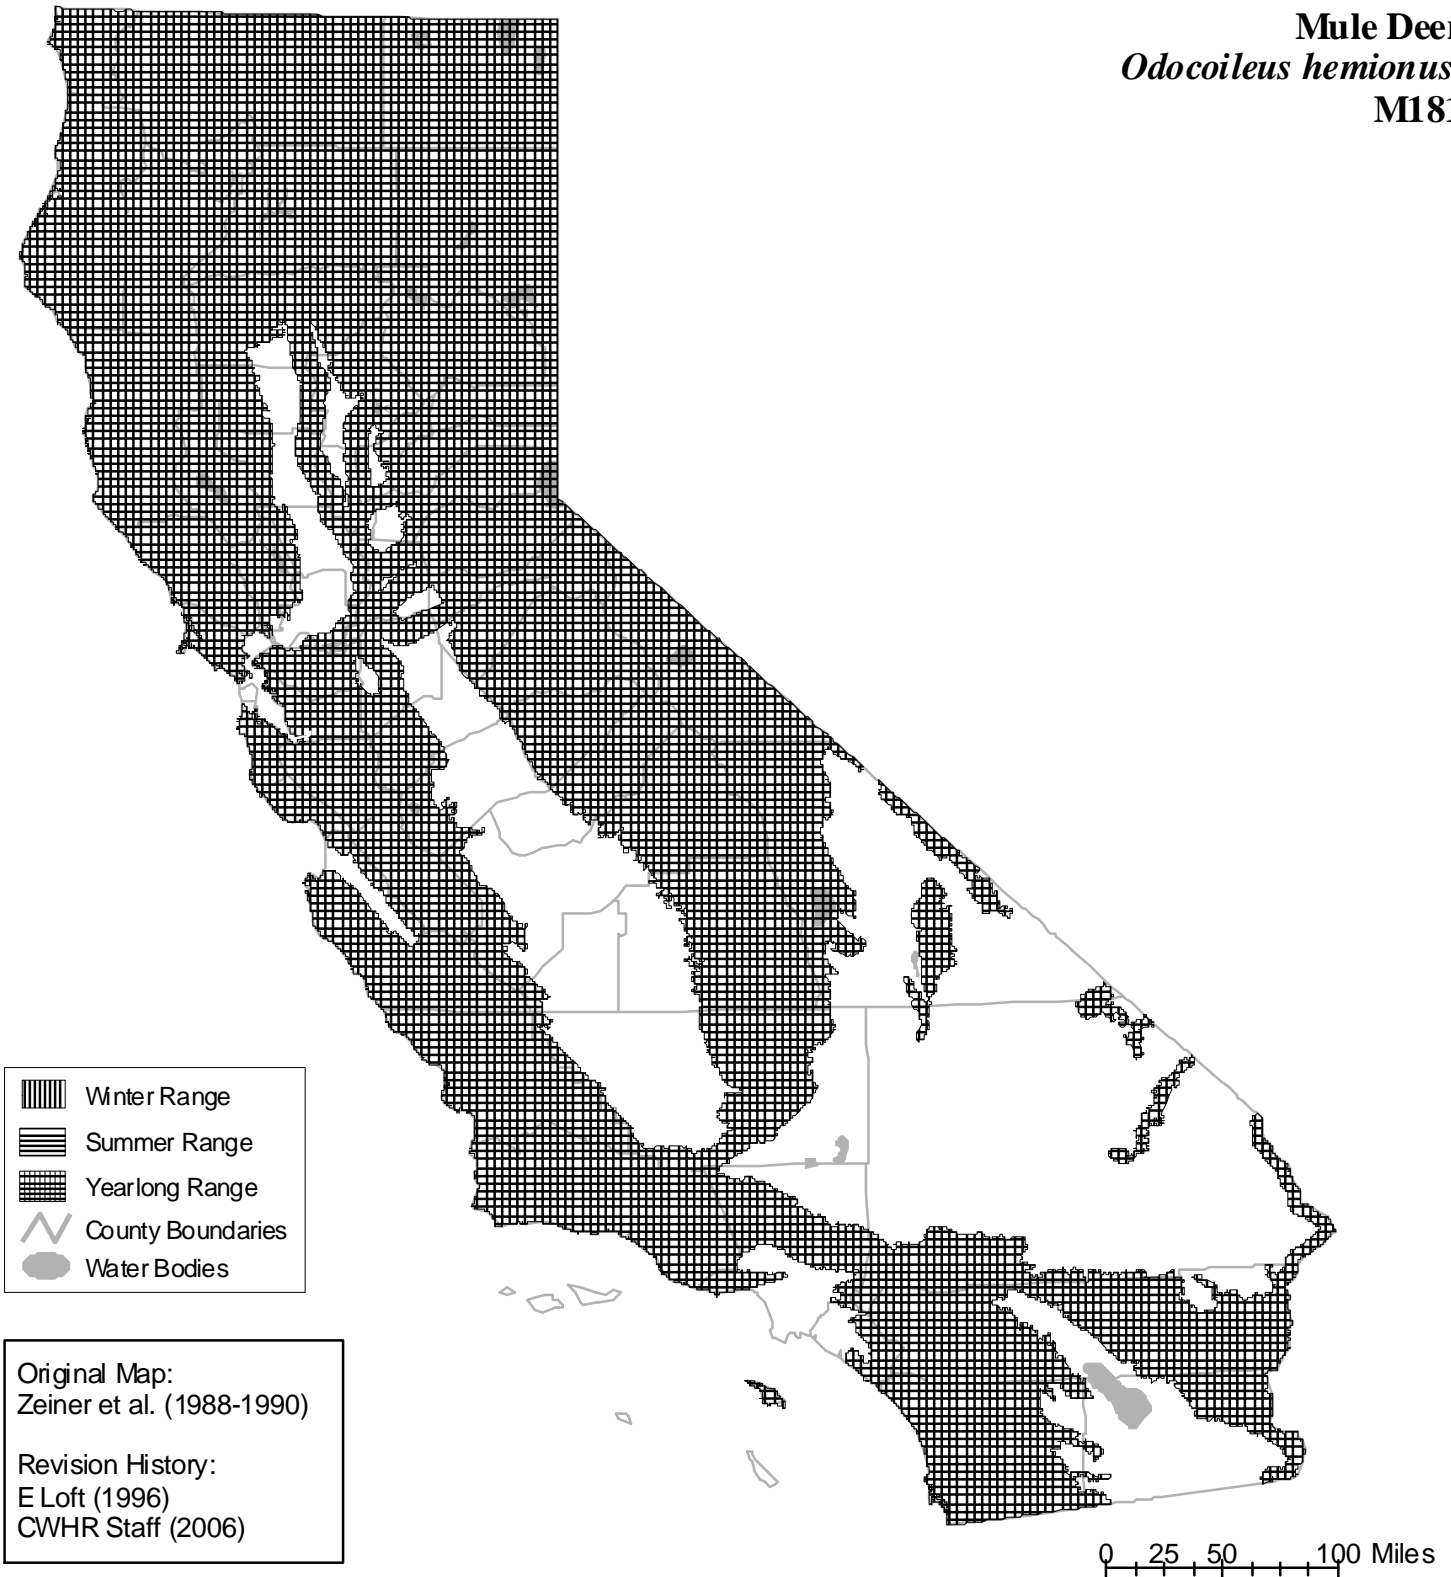 Mule Deer
Odocoileus hemionus
M181
Winter Range
Summer Range
Yearlong Range
County Boundaries
Water Bodies
Original Map:
Zeiner et al. (1988-1990)
Revision History:
E Loft (1996)
CWHR Staff (2006)
0 25 50 100 Miles